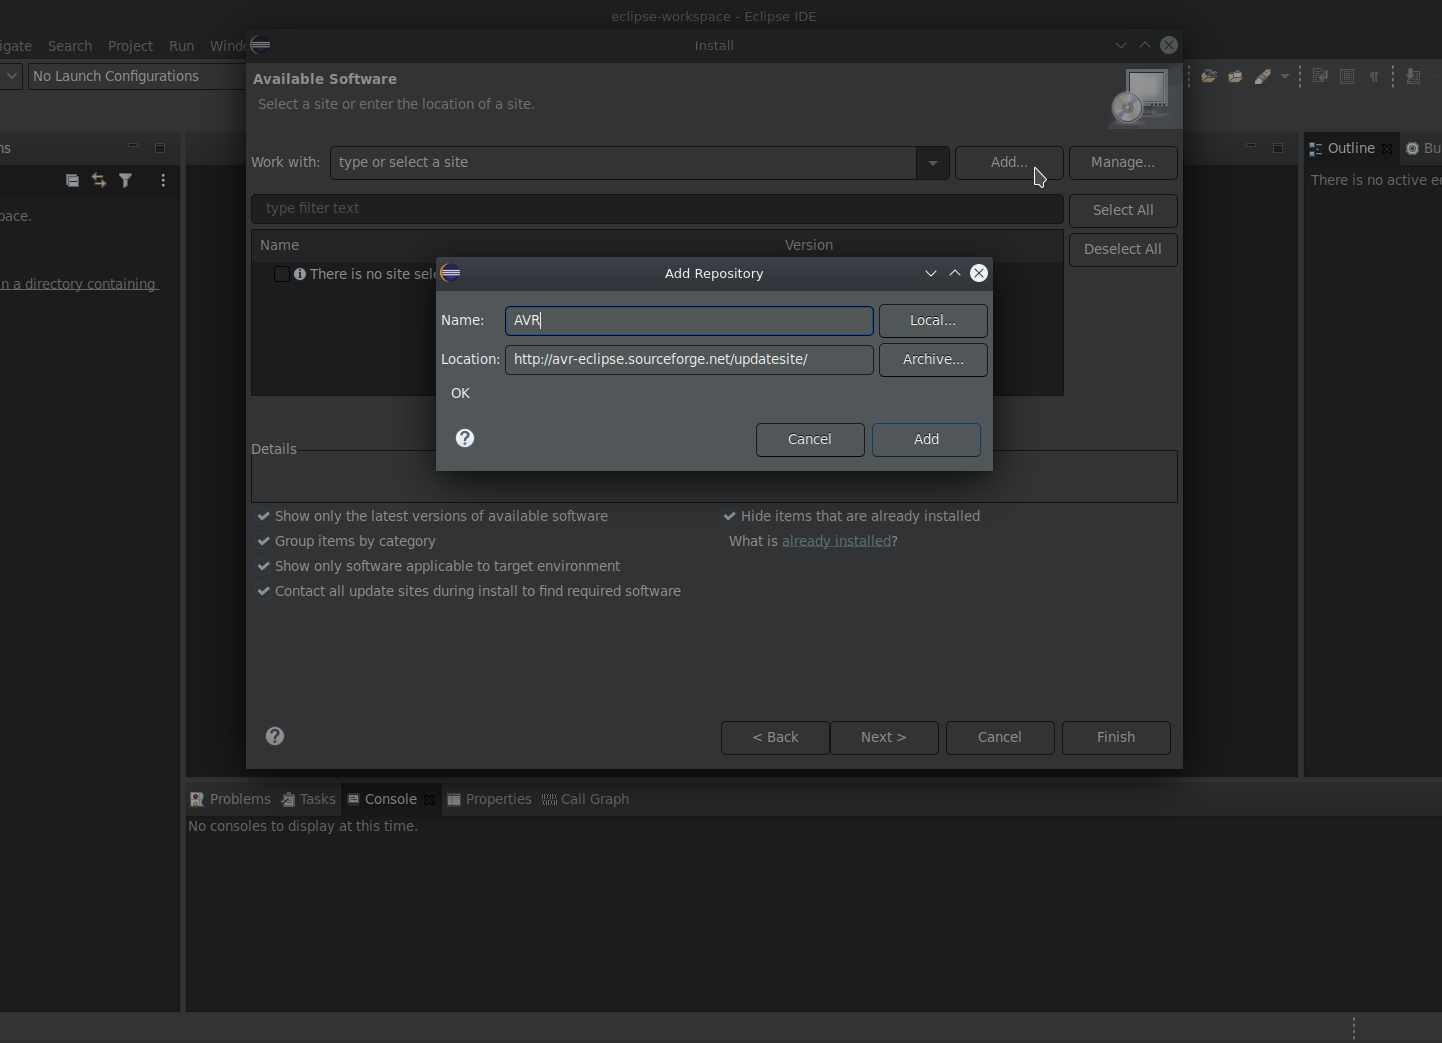 eclipse-workspace - Eclipse IDE
igate Search Project Run Windo
Install
No Launch Configurations
Available Software
Select a site or enter the location of a site.
ns
Work with: type or select a site Add... Manage...
Outline Bu
There is no active ed
type filter text Select All
pace.
Name Version Deselect All
There is no site sele
n a directory containing
Add Repository
Name: AVR Local...
Location: http://avr-eclipse.sourceforge.net/updatesite/ Archive...
OK
Cancel Add
Details
Show only the latest versions of available software Hide items that are already installed
Group items by category What is already installed?
Show only software applicable to target environment
Contact all update sites during install to find required software
< Back Next > Cancel Finish
Problems Tasks Console Properties Call Graph
No consoles to display at this time.